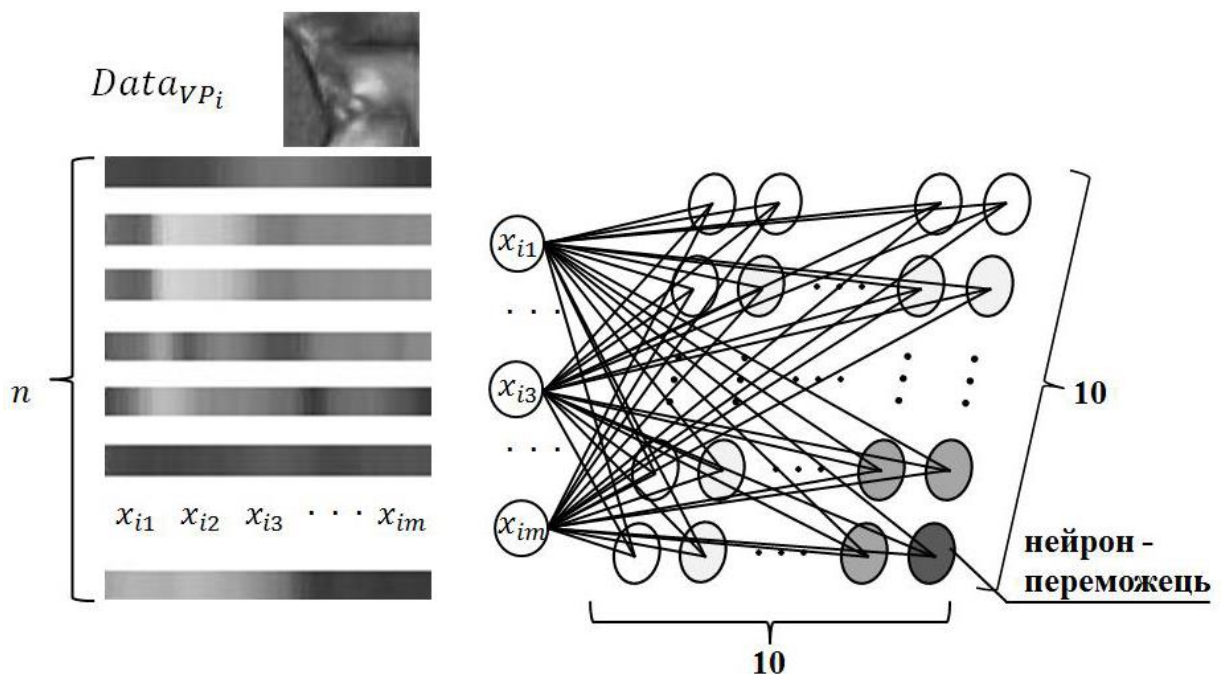 Data_{VP_i}
n
x_{i1} x_{i2} x_{i3} · · · x_{im}
x_{i1}
· · ·
x_{i3}
· · ·
x_{im}
10
нейрон -
переможець
10